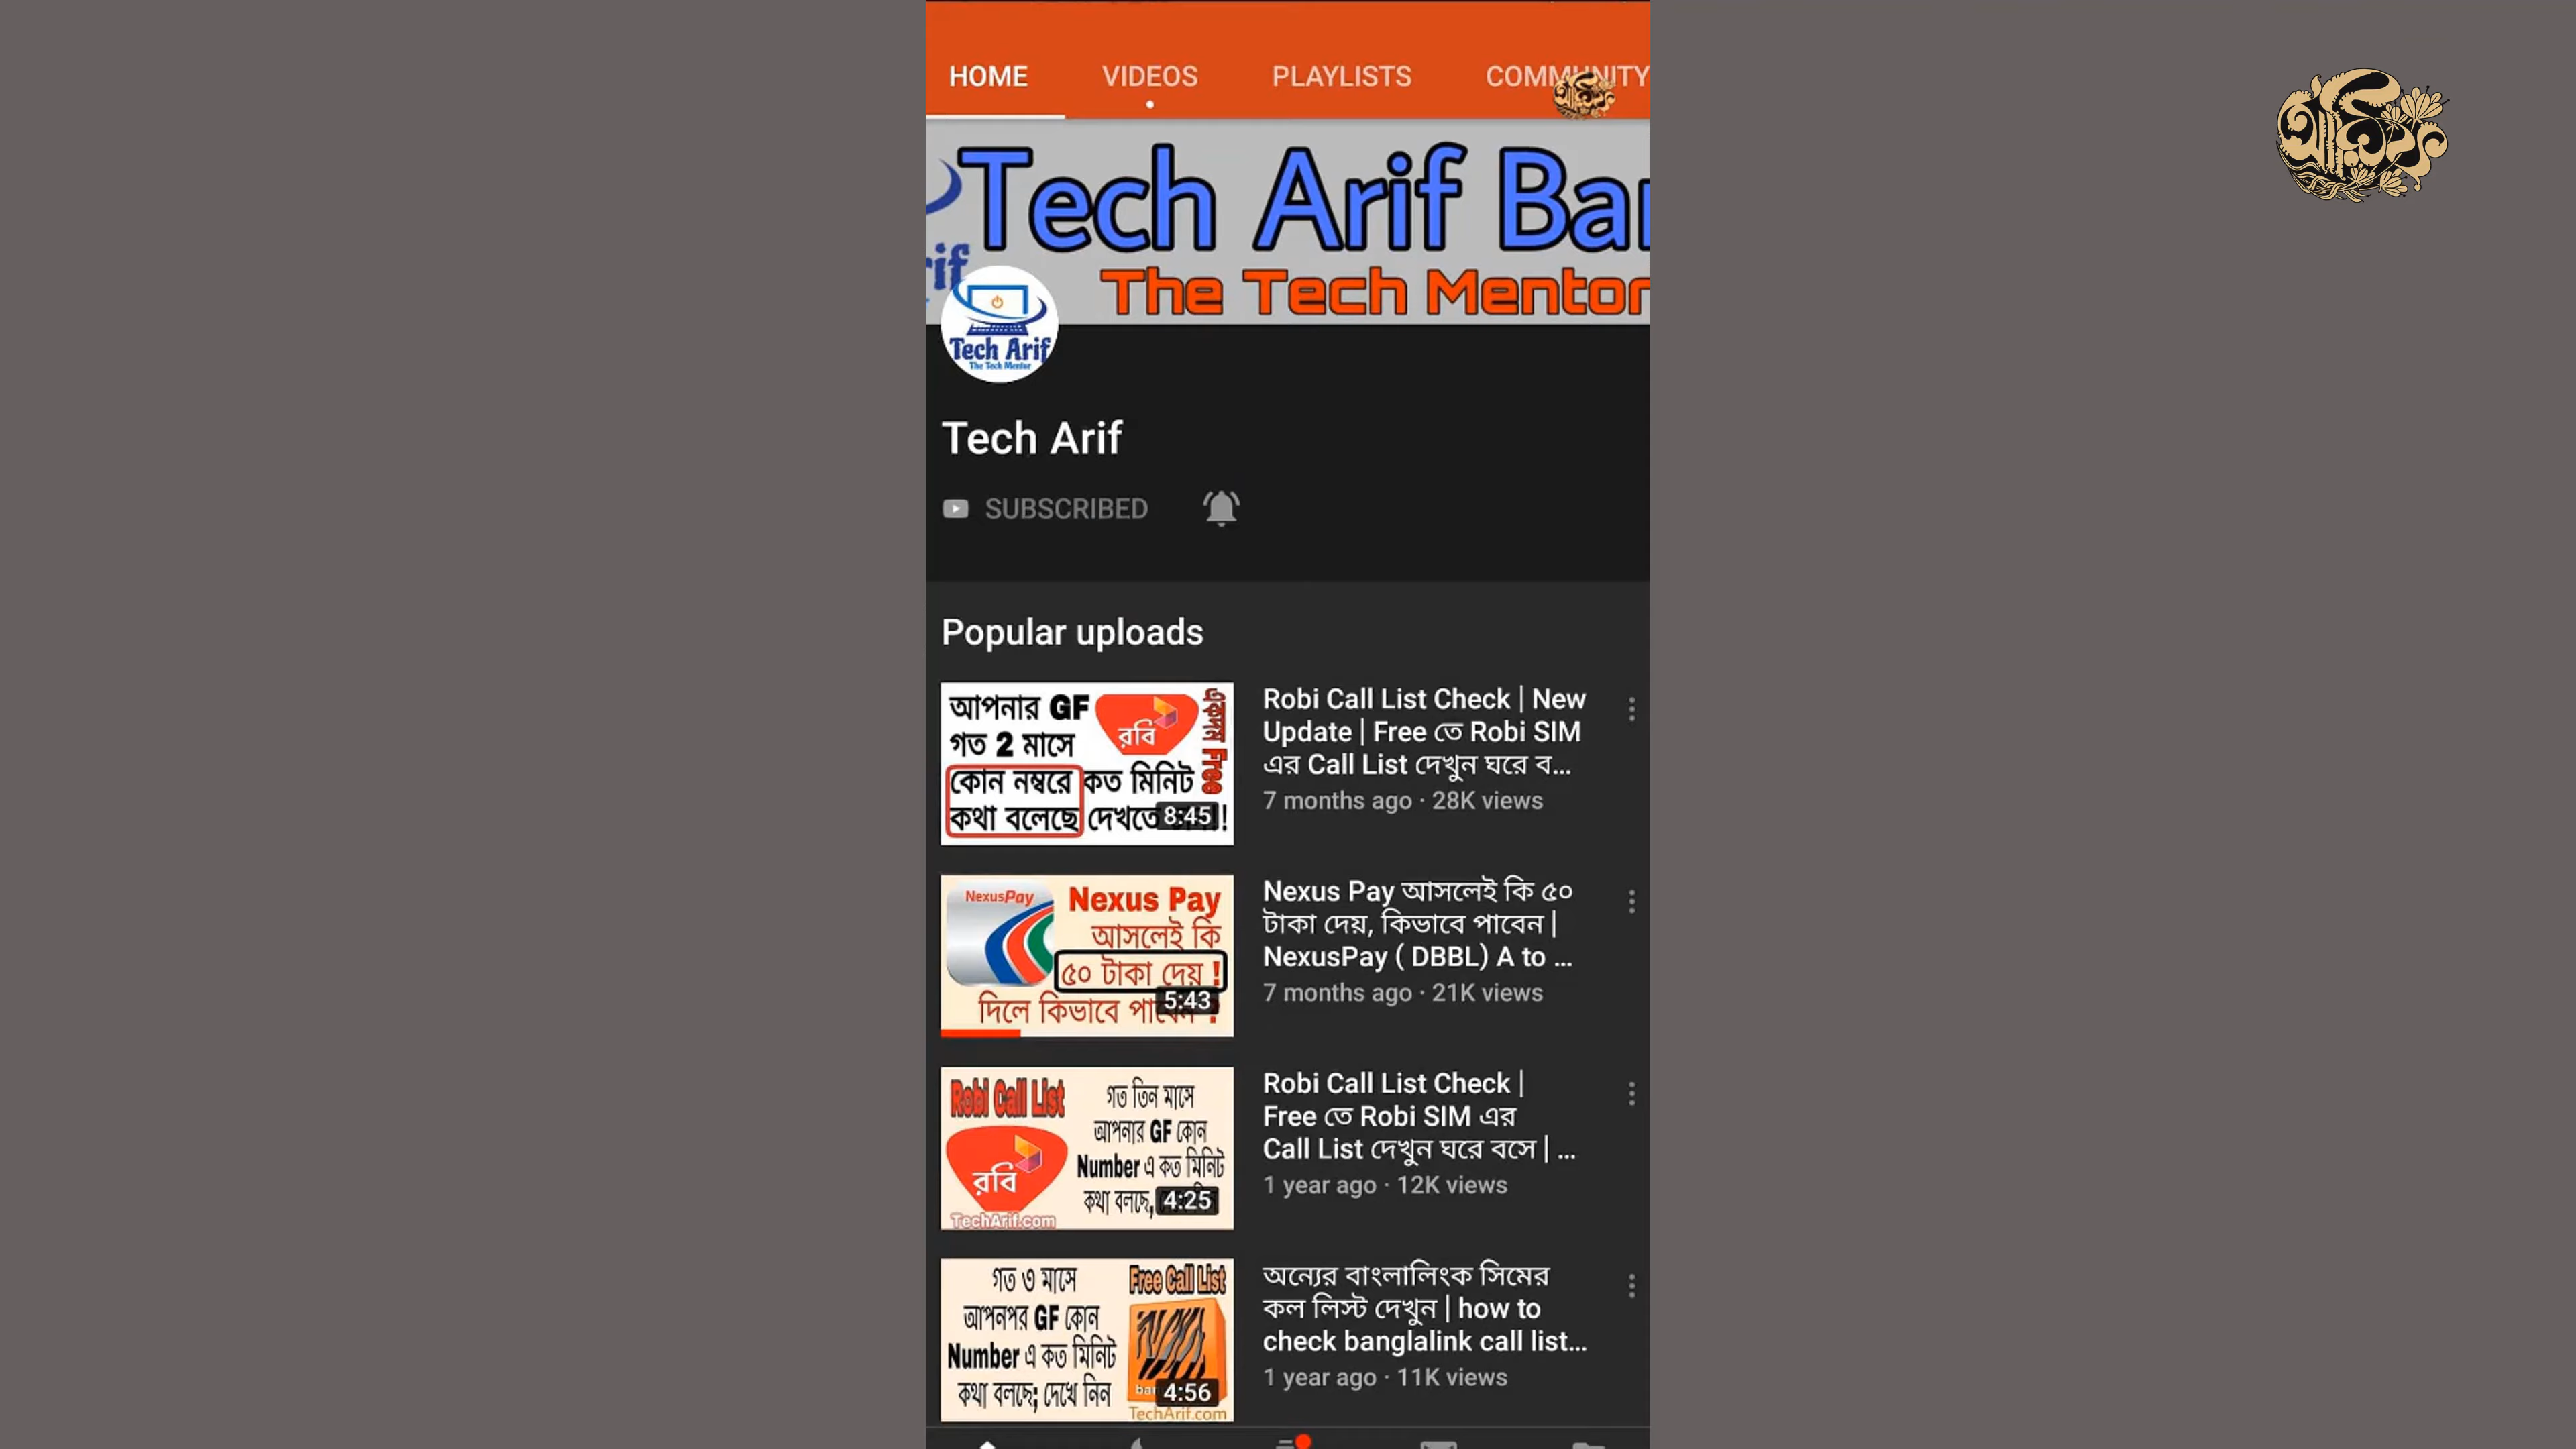 HOME VIDEOS PLAYLISTS COMMUNITY
Tech Arif Ban
The Tech Mentor
Tech Arif
The Tech Mentor
Tech Arif
SUBSCRIBED
Popular uploads
আপনার GF
গত 2 মাসে
কোন নম্বরে কত মিনিট
কথা বলেছে দেখতে
রবি
একদম Free
8:45
Robi Call List Check | New
Update | Free তে Robi SIM
এর Call List দেখুন ঘরে ব...
7 months ago · 28K views
NexusPay
Nexus Pay
আসলেই কি
৫০ টাকা দেয় !
দিলে কিভাবে পাবেন ?
5:43
Nexus Pay আসলেই কি ৫০
টাকা দেয়, কিভাবে পাবেন |
NexusPay ( DBBL) A to ...
7 months ago · 21K views
Robi Call List
রবি
TechArif.com
গত তিন মাসে
আপনার GF কোন
Number এ কত মিনিট
কথা বলছে,
4:25
Robi Call List Check |
Free তে Robi SIM এর
Call List দেখুন ঘরে বসে | ...
1 year ago · 12K views
গত ৩ মাসে
আপনপর GF কোন
Number এ কত মিনিট
কথা বলছে; দেখে নিন
Free Call List
4:56
TechArif.com
অন্যের বাংলালিংক সিমের
কল লিস্ট দেখুন | how to
check banglalink call list...
1 year ago · 11K views